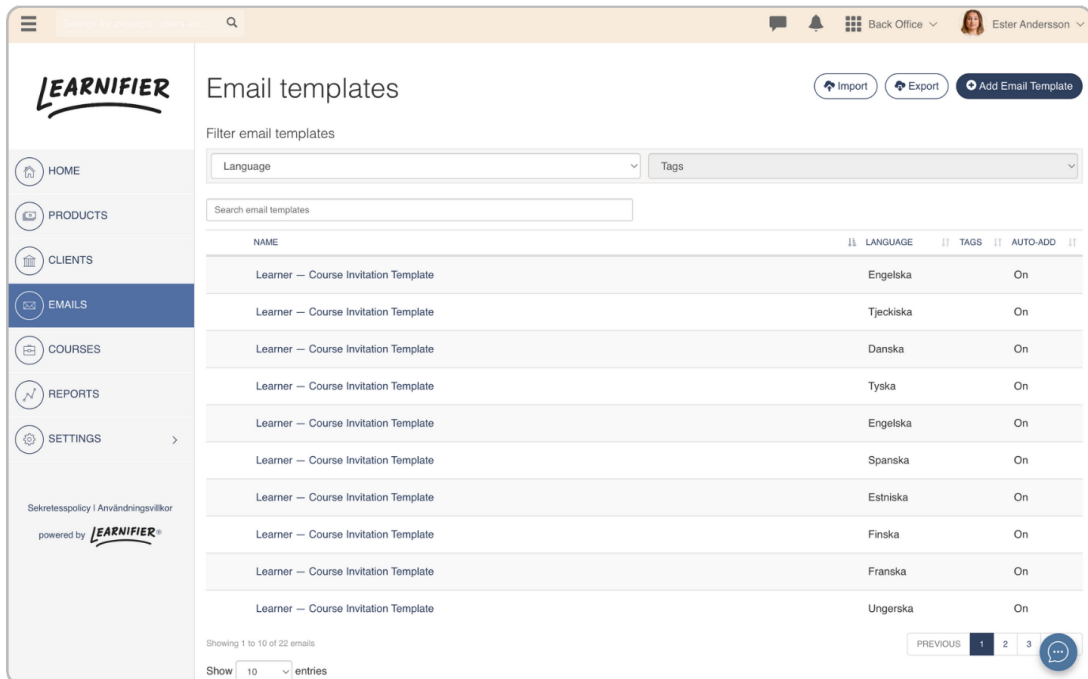 Back Office
Ester Andersson
LEARNIFIER
Email templates
Import
Export
Add Email Template
Filter email templates
Language
Tags
Search email templates
HOME
PRODUCTS
CLIENTS
EMAILS
COURSES
REPORTS
SETTINGS
Sekretesspolicy | Användningsvillkor
powered by LEARNIFIER®
NAME LANGUAGE TAGS AUTO-ADD
Learner — Course Invitation Template Engelska On
Learner — Course Invitation Template Tjeckiska On
Learner — Course Invitation Template Danska On
Learner — Course Invitation Template Tyska On
Learner — Course Invitation Template Engelska On
Learner — Course Invitation Template Spanska On
Learner — Course Invitation Template Estniska On
Learner — Course Invitation Template Finska On
Learner — Course Invitation Template Franska On
Learner — Course Invitation Template Ungerska On
Showing 1 to 10 of 22 emails
PREVIOUS 1 2 3
Show 10 entries